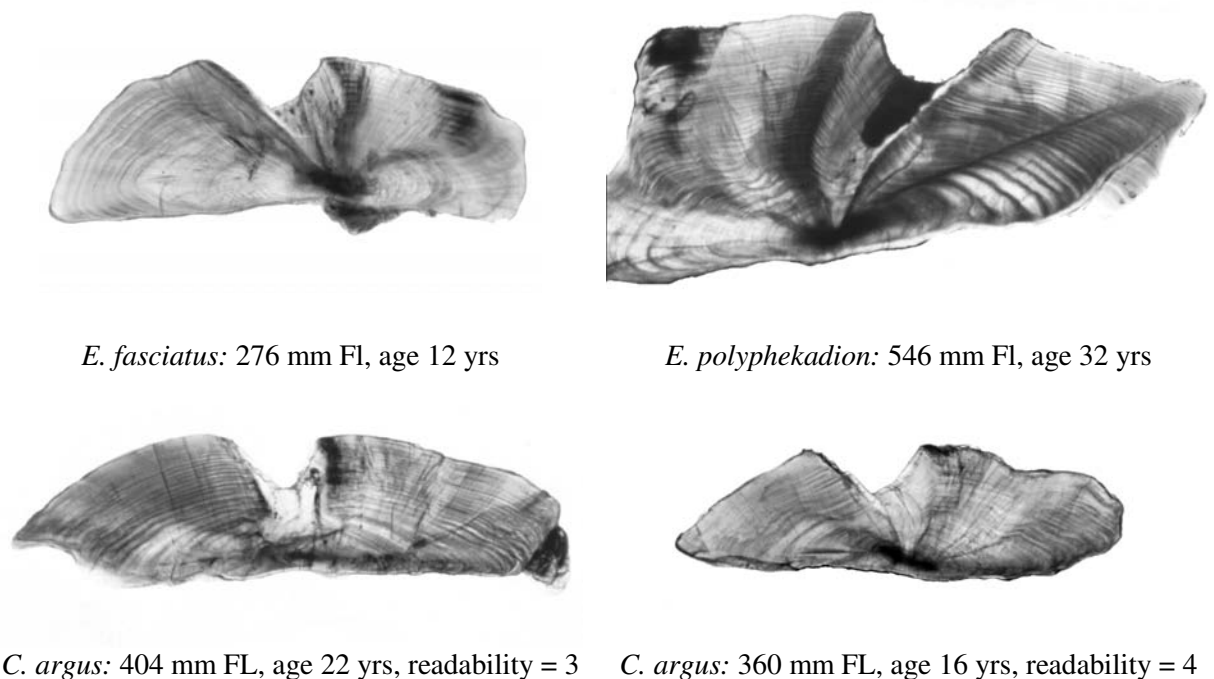 E. fasciatus: 276 mm Fl, age 12 yrs
E. polyphekadion: 546 mm Fl, age 32 yrs
C. argus: 404 mm FL, age 22 yrs, readability = 3
C. argus: 360 mm FL, age 16 yrs, readability = 4